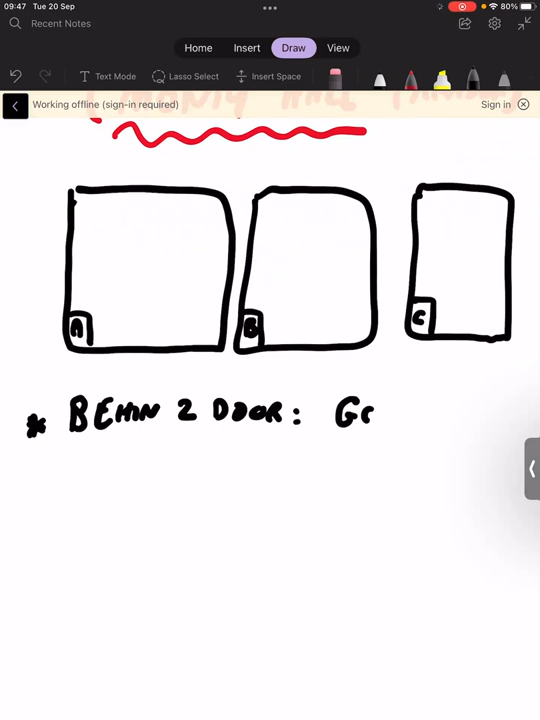 09:47 Tue 20 Sep 80%
Recent Notes
Home Insert Draw View
Text Mode Lasso Select Insert Space
Working offline (sign-in required) Sign in
A B C
* BEHIN 2 DOOR: Go